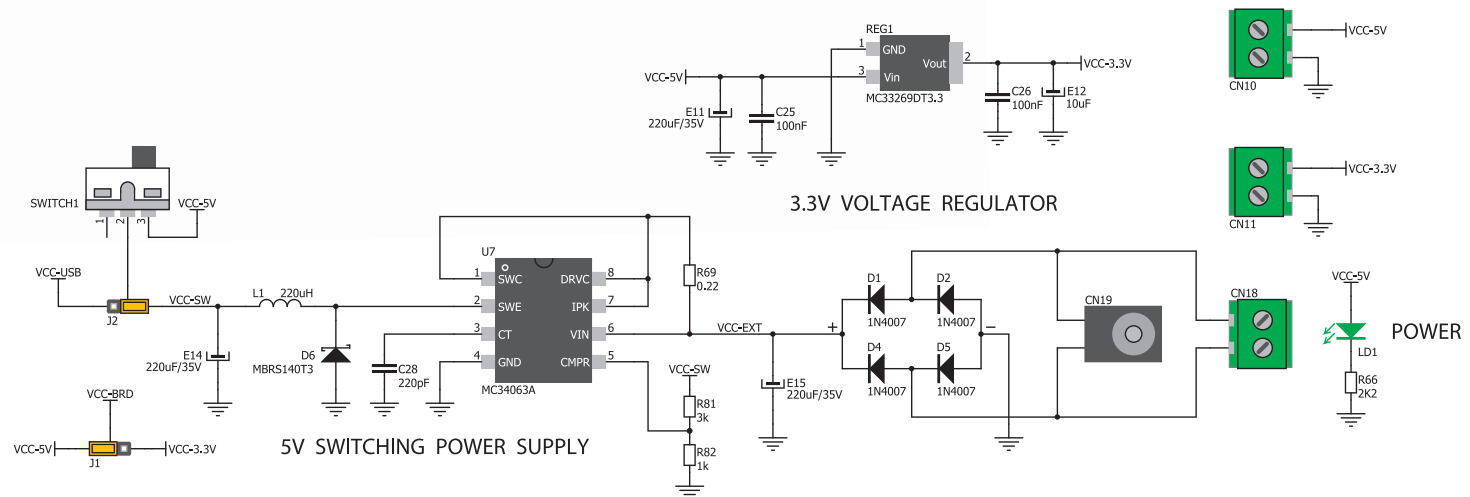 REG1
1
GND
Vout
2
3
Vin
MC33269DT3.3
VCC-5V
VCC-3.3V
E11
220uF/35V
C25
100nF
C26
100nF
E12
10uF
3.3V VOLTAGE REGULATOR
VCC-5V
CN10
VCC-3.3V
CN11
SWITCH1
1
2
3
VCC-5V
VCC-USB
J2
VCC-SW
L1
220uH
E14
220uF/35V
D6
MBRS140T3
VCC-BRD
VCC-5V
J1
VCC-3.3V
U7
1
SWC
DRVC
8
2
SWE
IPK
7
3
CT
VIN
6
4
GND
CMPR
5
MC34063A
C28
220pF
R69
0.22
VCC-EXT
VCC-SW
R81
3k
R82
1k
5V SWITCHING POWER SUPPLY
E15
220uF/35V
+
-
D1
1N4007
D2
1N4007
D4
1N4007
D5
1N4007
CN19
CN18
VCC-5V
LD1
POWER
R66
2K2